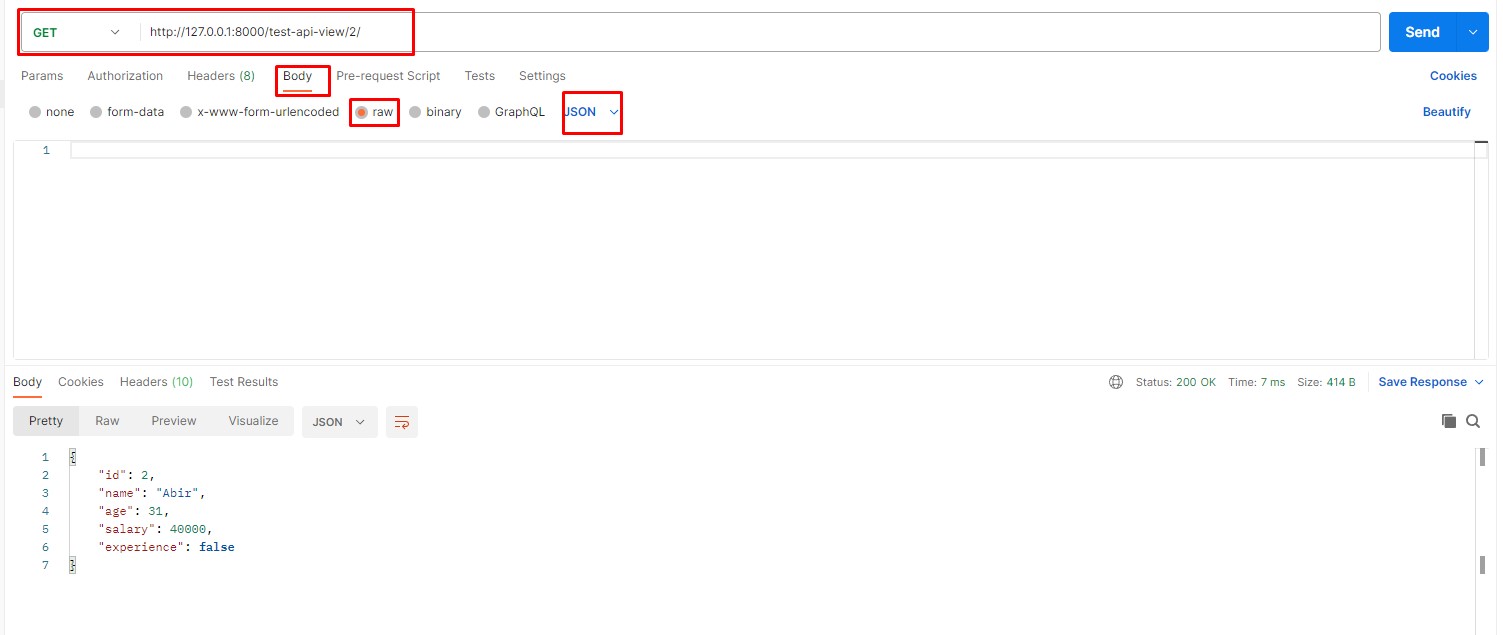 GET http://127.0.0.1:8000/test-api-view/2/ Send
Params Authorization Headers (8) Body Pre-request Script Tests Settings Cookies
none form-data x-www-form-urlencoded raw binary GraphQL JSON Beautify
1
Body Cookies Headers (10) Test Results Status: 200 OK Time: 7 ms Size: 414 B Save Response
Pretty Raw Preview Visualize JSON
1 {
2 "id": 2,
3 "name": "Abir",
4 "age": 31,
5 "salary": 40000,
6 "experience": false
7 }